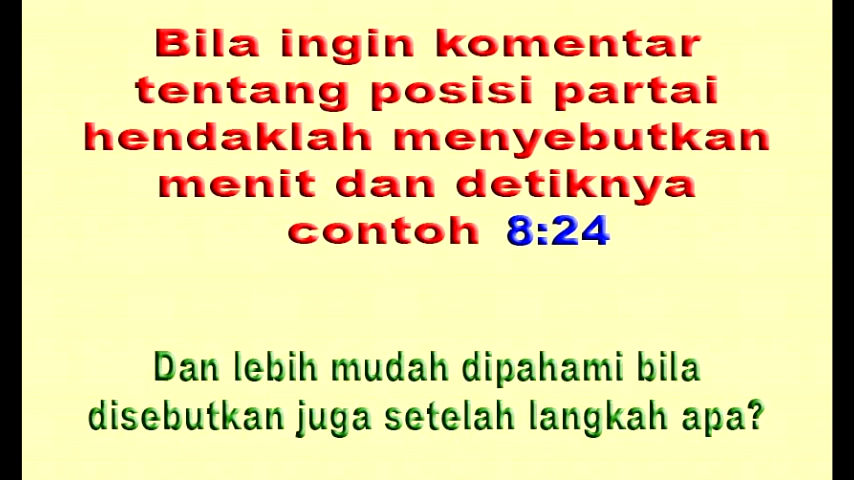 Bila ingin komentar
tentang posisi partai
hendaklah menyebutkan
menit dan detiknya
contoh 8:24
Dan lebih mudah dipahami bila
disebutkan juga setelah langkah apa?